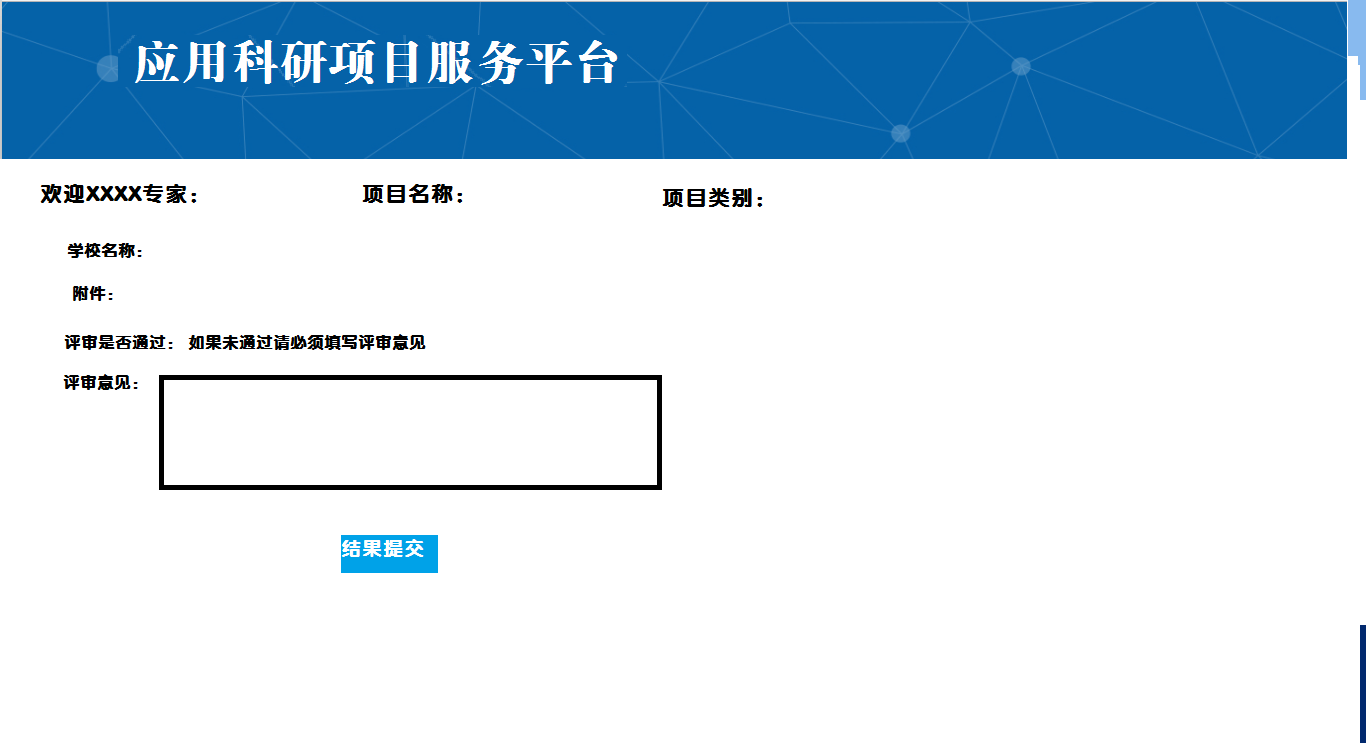 应用科研项目服务平台
欢迎XXXX专家： 项目名称： 项目类别：
学校名称：
附件：
评审是否通过： 如果未通过请必须填写评审意见
评审意见：
结果提交